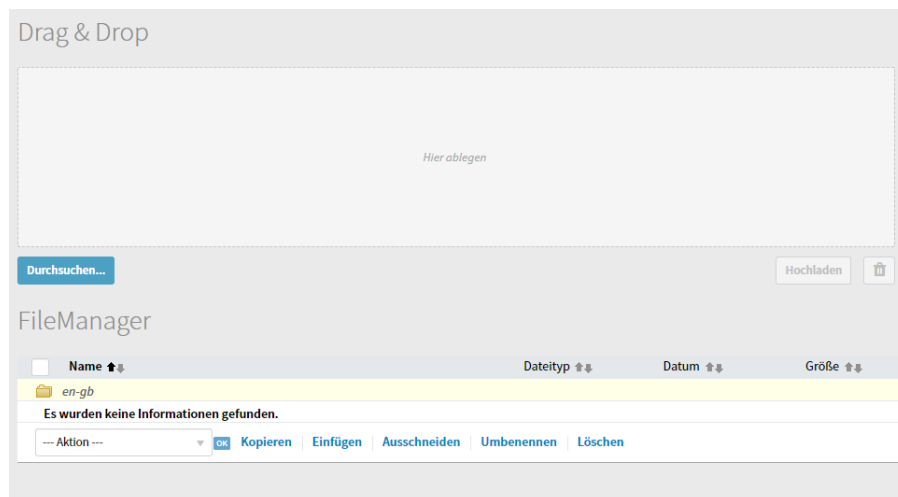 Drag & Drop
Hier ablegen
Durchsuchen...
Hochladen
FileManager
Name Dateityp Datum Größe
en-gb
Es wurden keine Informationen gefunden.
--- Aktion --- OK Kopieren Einfügen Ausschneiden Umbenennen Löschen